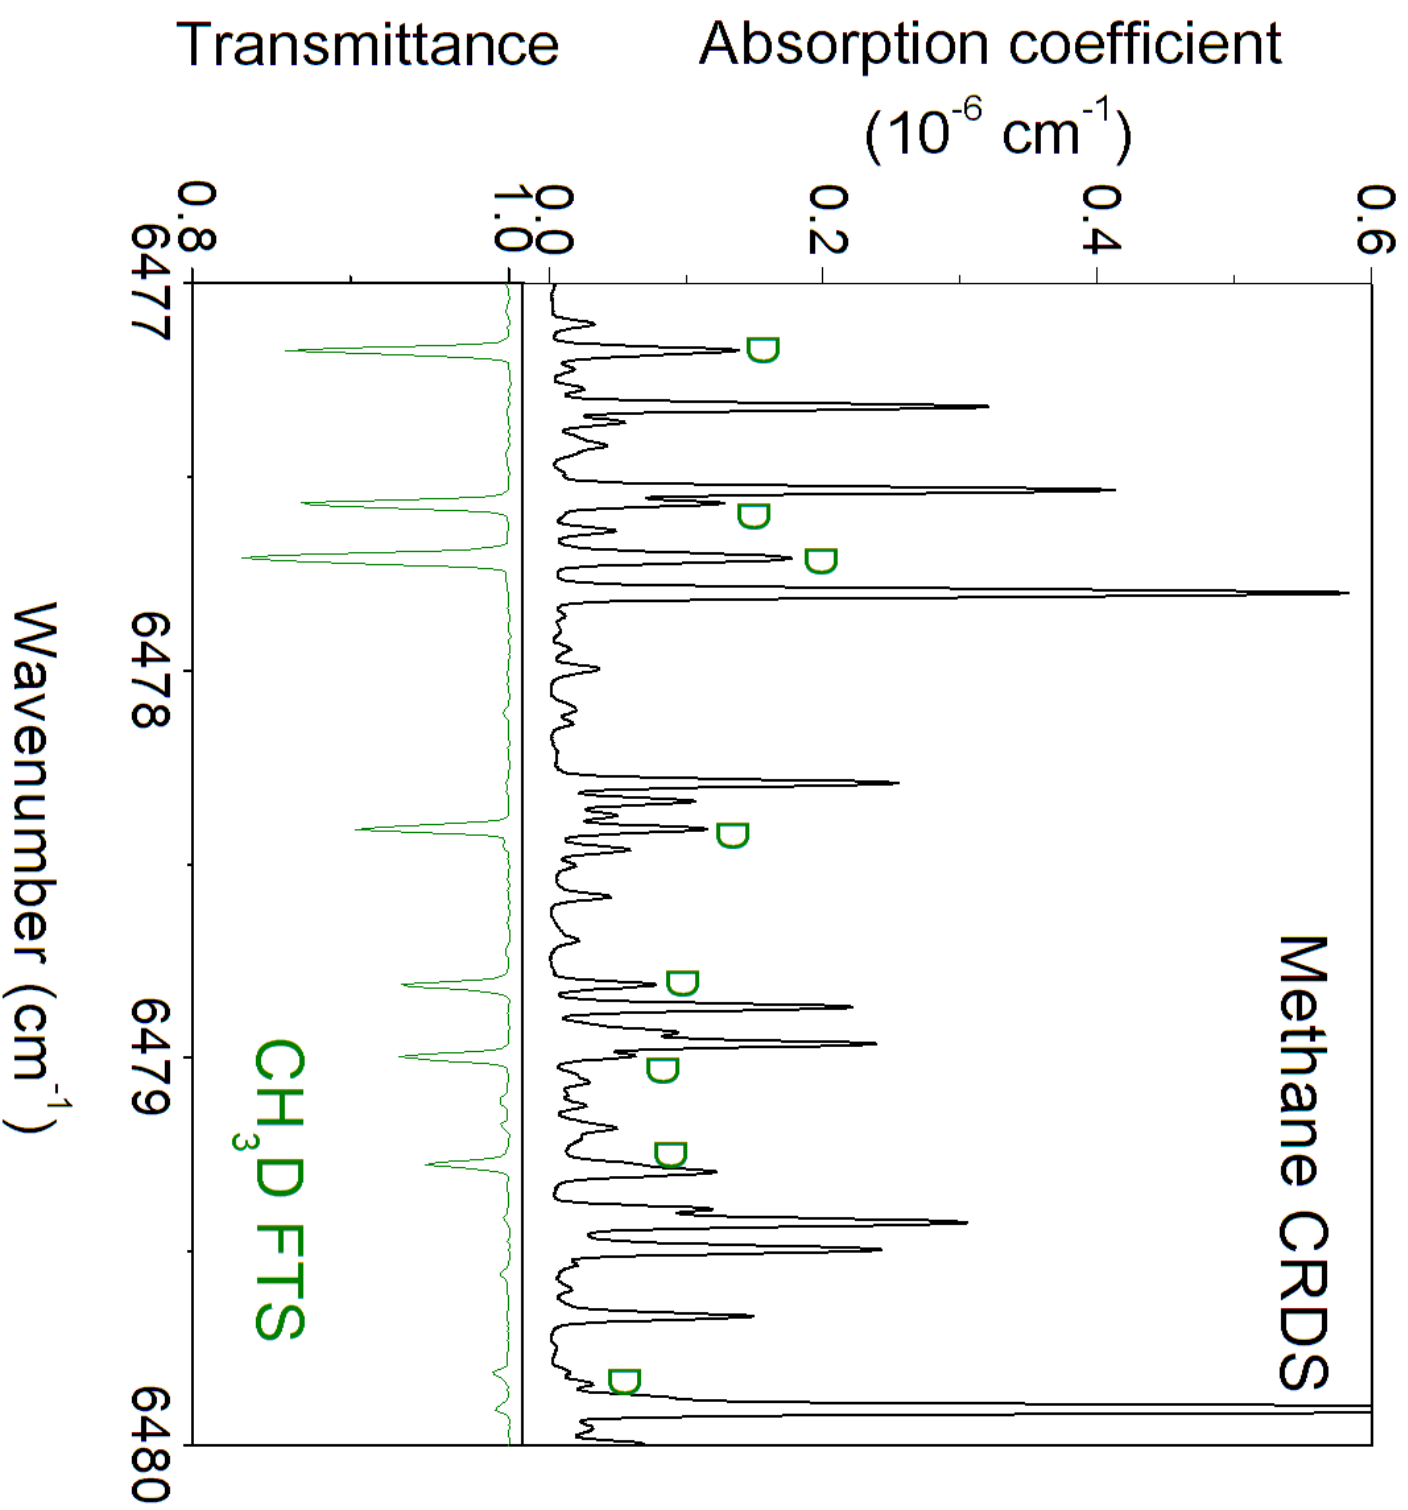 Absorption coefficient
(10⁻⁶ cm⁻¹)
Transmittance
0.6
0.4
0.2
0.0
1.0
0.8
Methane CRDS
D
D
D
D
D
D
D
D
CH₃D FTS
6477
6478
6479
6480
Wavenumber (cm⁻¹)